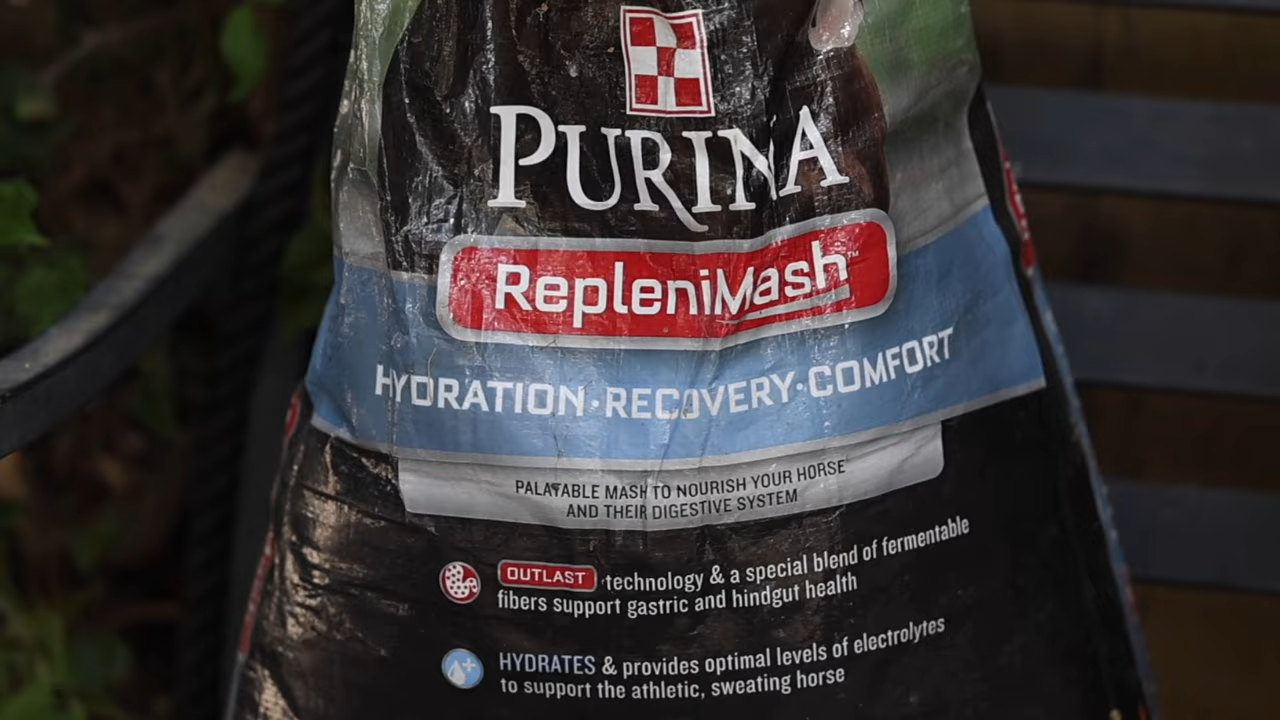 PURINA
RepleniMash™
HYDRATION·RECOVERY·COMFORT
PALATABLE MASH TO NOURISH YOUR HORSE
AND THEIR DIGESTIVE SYSTEM
OUTLAST technology & a special blend of fermentable
fibers support gastric and hindgut health
HYDRATES & provides optimal levels of electrolytes
to support the athletic, sweating horse